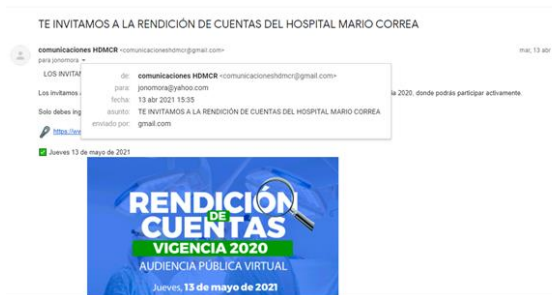 TE INVITAMOS A LA RENDICIÓN DE CUENTAS DEL HOSPITAL MARIO CORREA
comunicaciones HDMCR <comunicacioneshdmcr@gmail.com> mar, 13 abr
para jonomora
LOS INVITA
de: comunicaciones HDMCR <comunicacioneshdmcr@gmail.com>
para: jonomora@yahoo.com
Los invitamos 2020, donde podrás participar activamente.
fecha: 13 abr 2021 15:35
Solo debes ing
asunto: TE INVITAMOS A LA RENDICIÓN DE CUENTAS DEL HOSPITAL MARIO CORREA
enviado por: gmail.com
https://ww
Jueves 13 de mayo de 2021
RENDICIÓN
DE
CUENTAS
VIGENCIA 2020
AUDIENCIA PÚBLICA VIRTUAL
Jueves, 13 de mayo de 2021